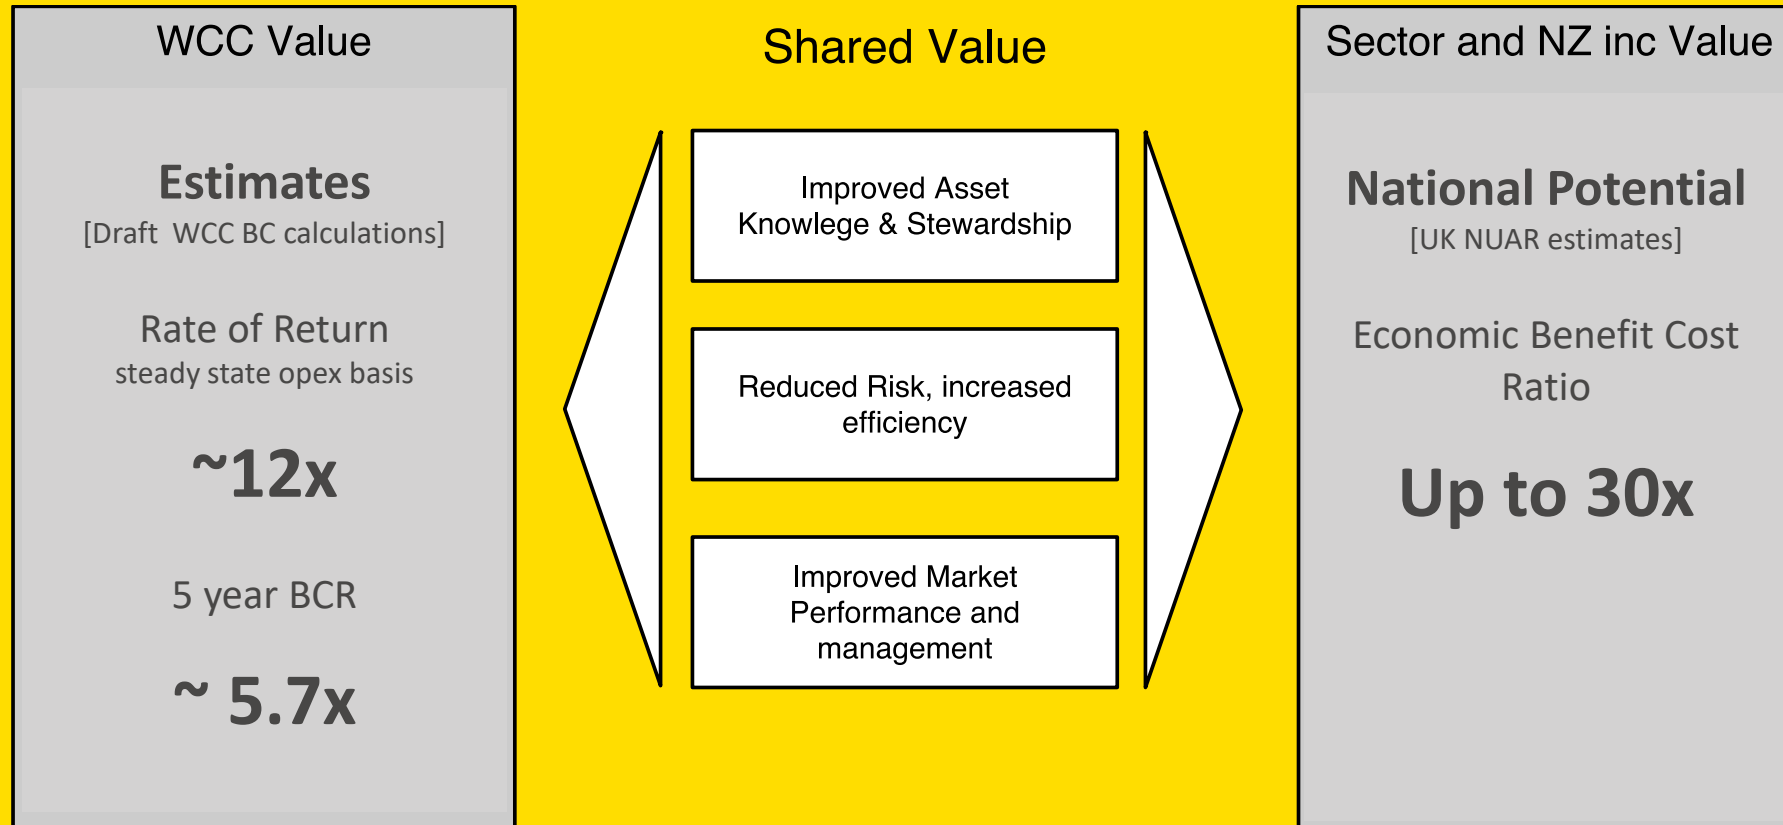 WCC Value
Estimates
[Draft WCC BC calculations]
Rate of Return
steady state opex basis
~12x
5 year BCR
~ 5.7x
Shared Value
Improved Asset
Knowlege & Stewardship
Reduced Risk, increased
efficiency
Improved Market
Performance and
management
Sector and NZ inc Value
National Potential
[UK NUAR estimates]
Economic Benefit Cost
Ratio
Up to 30x